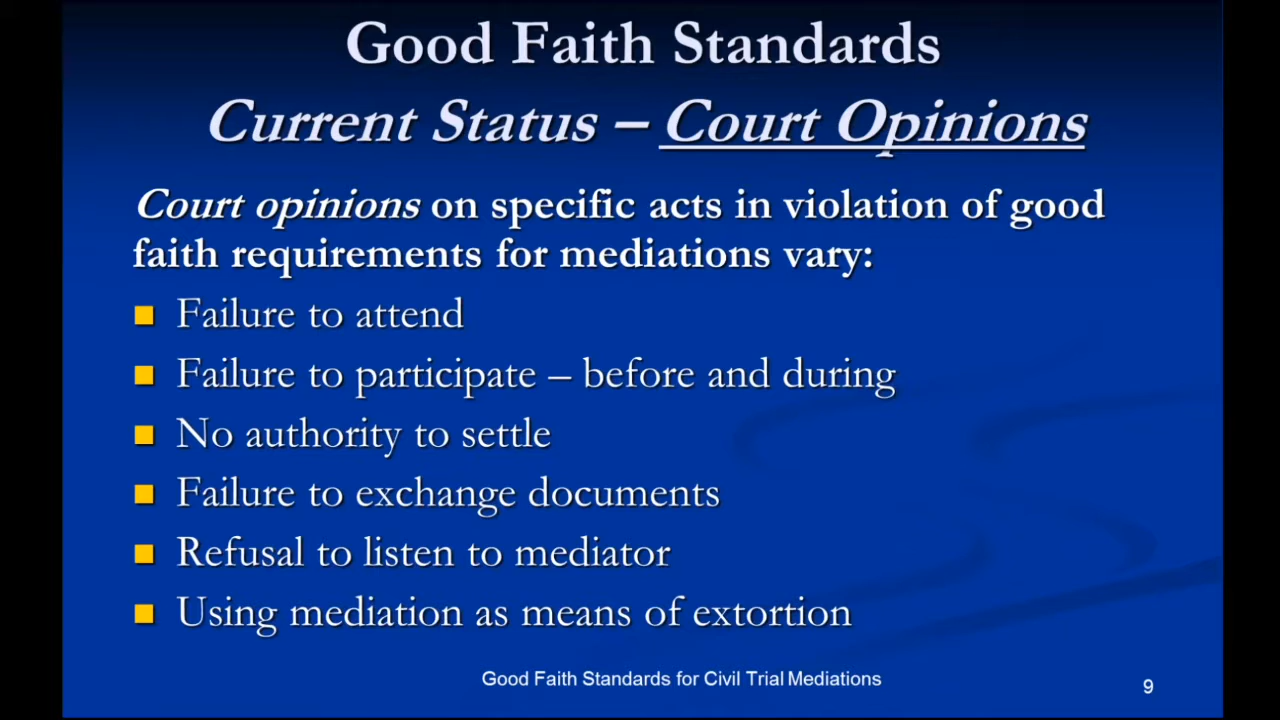 Good Faith Standards
Current Status – Court Opinions
Court opinions on specific acts in violation of good
faith requirements for mediations vary:
Failure to attend
Failure to participate – before and during
No authority to settle
Failure to exchange documents
Refusal to listen to mediator
Using mediation as means of extortion
Good Faith Standards for Civil Trial Mediations
9